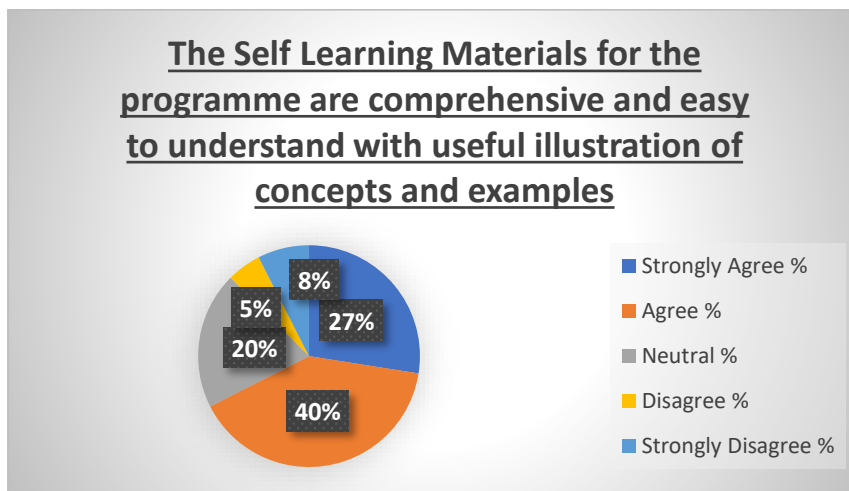 The Self Learning Materials for the
programme are comprehensive and easy
to understand with useful illustration of
concepts and examples
8%
27%
5%
20%
40%
Strongly Agree %
Agree %
Neutral %
Disagree %
Strongly Disagree %